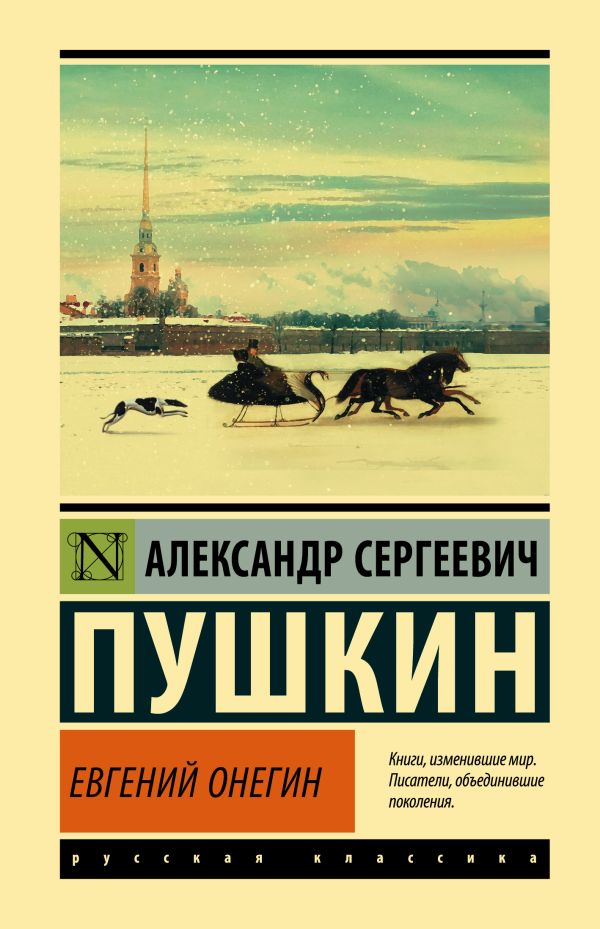 N
АЛЕКСАНДР СЕРГЕЕВИЧ
ПУШКИН
ЕВГЕНИЙ ОНЕГИН
Книги, изменившие мир.
Писатели, объединившие
поколения.
русская классика